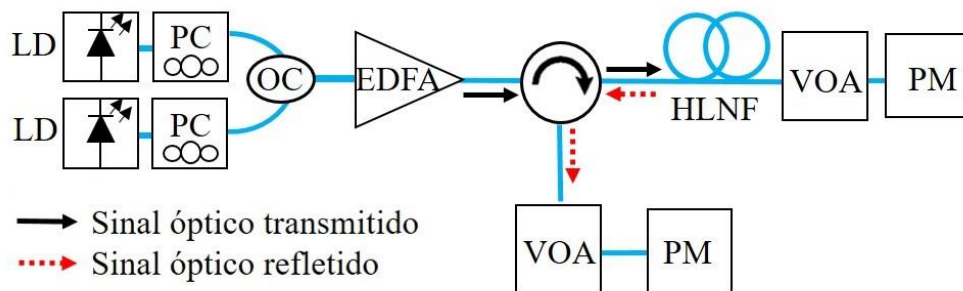 LD
PC
OC
EDFA
HLNF
VOA
PM
LD
PC
Sinal óptico transmitido
Sinal óptico refletido
VOA
PM